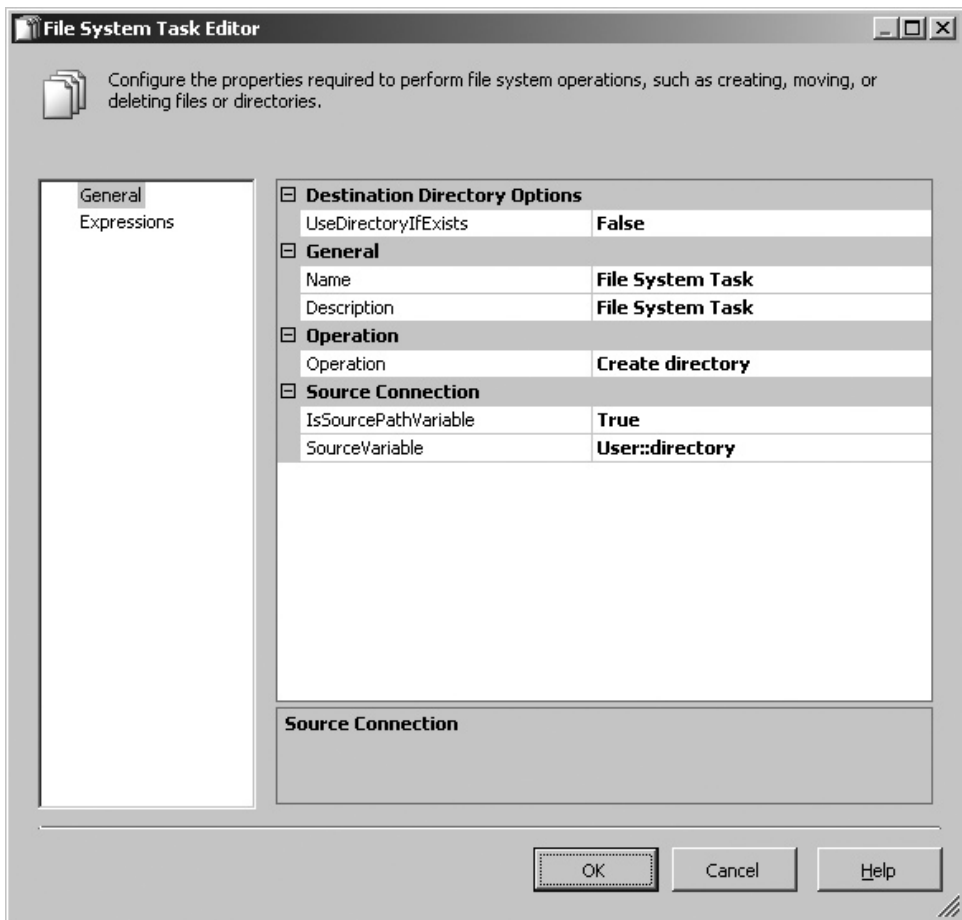 File System Task Editor
Configure the properties required to perform file system operations, such as creating, moving, or
deleting files or directories.
General
Expressions
Destination Directory Options
UseDirectoryIfExists False
General
Name File System Task
Description File System Task
Operation
Operation Create directory
Source Connection
IsSourcePathVariable True
SourceVariable User::directory
Source Connection
OK Cancel Help